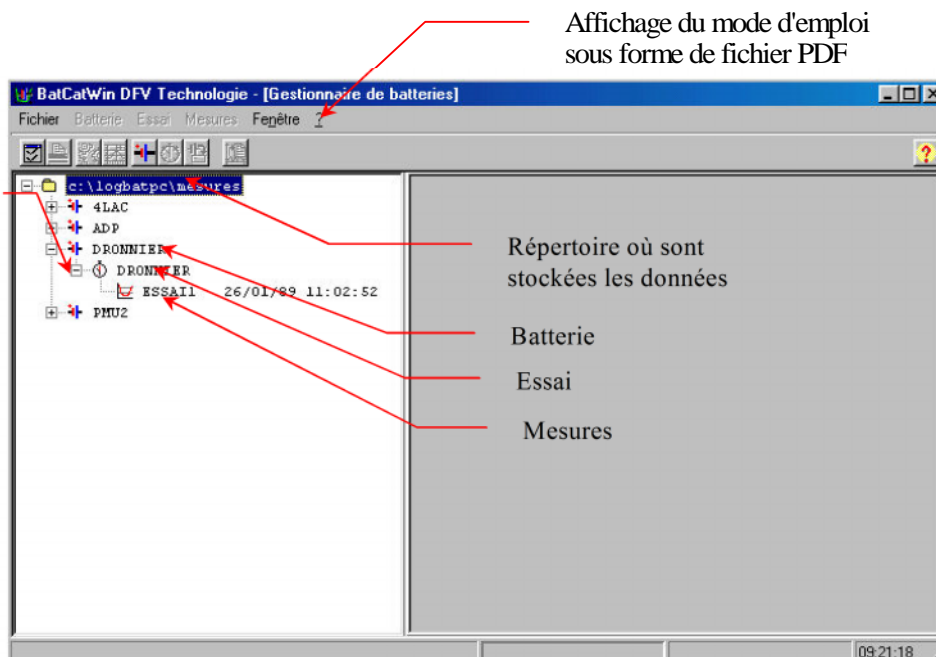 Affichage du mode d'emploi
sous forme de fichier PDF
BatCatWin DFV Technologie - [Gestionnaire de batteries]
Fichier Batterie Essai Mesures Fenêtre ?
?
c:\logbatpc\mesures
4LAC
ADP
DRONNIER
DRONNIER
ESSAI1 26/01/89 11:02:52
PMU2
Répertoire où sont
stockées les données
Batterie
Essai
Mesures
09:21:18